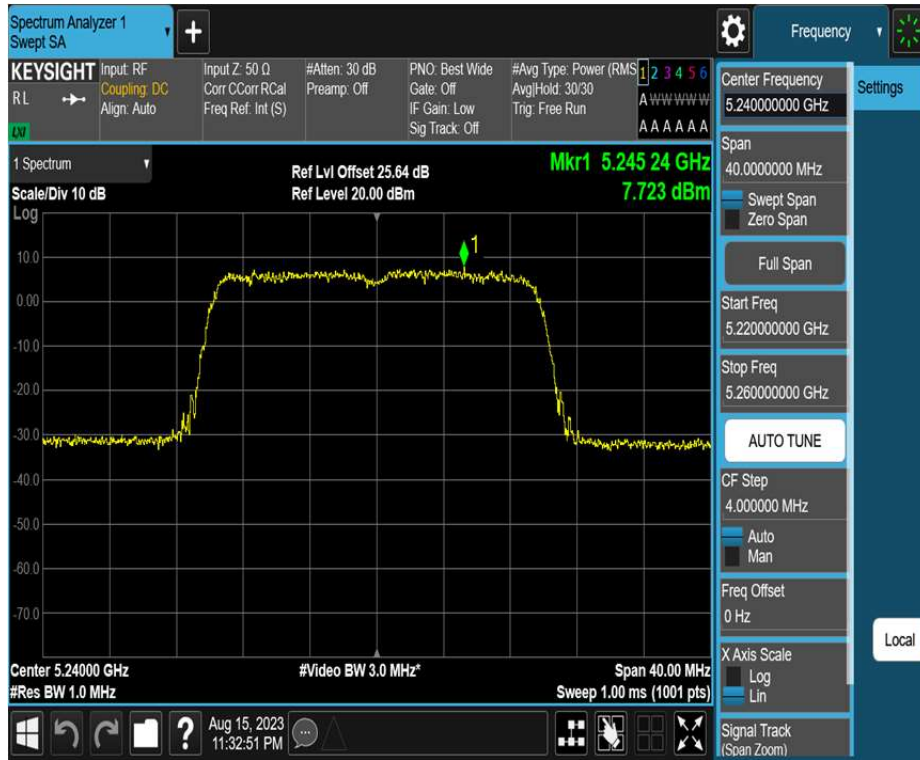 Spectrum Analyzer 1
Swept SA
+
Frequency
KEYSIGHT
RL
LXI
Input: RF
Coupling: DC
Align: Auto
Input Z: 50 Ω
Corr CCorr RCal
Freq Ref: Int (S)
#Atten: 30 dB
Preamp: Off
PNO: Best Wide
Gate: Off
IF Gain: Low
Sig Track: Off
#Avg Type: Power (RMS
Avg|Hold: 30/30
Trig: Free Run
1 2 3 4 5 6
A W W W W W
A A A A A A
1 Spectrum
Scale/Div 10 dB
Log
Ref Lvl Offset 25.64 dB
Ref Level 20.00 dBm
Mkr1 5.245 24 GHz
7.723 dBm
1
10.0
0.00
-10.0
-20.0
-30.0
-40.0
-50.0
-60.0
-70.0
Center 5.24000 GHz
#Res BW 1.0 MHz
#Video BW 3.0 MHz*
Span 40.00 MHz
Sweep 1.00 ms (1001 pts)
?
Aug 15, 2023
11:32:51 PM
Center Frequency
5.240000000 GHz
Span
40.0000000 MHz
Swept Span
Zero Span
Full Span
Start Freq
5.220000000 GHz
Stop Freq
5.260000000 GHz
AUTO TUNE
CF Step
4.000000 MHz
Auto
Man
Freq Offset
0 Hz
X Axis Scale
Log
Lin
Signal Track
(Span Zoom)
Settings
Local